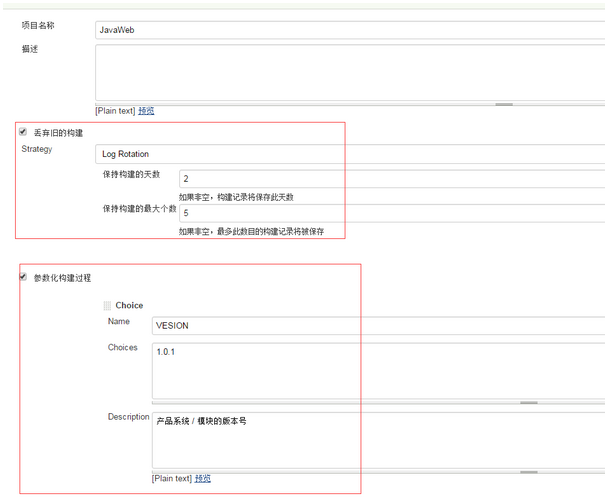 项目名称
JavaWeb
描述
[Plain text] 预览
丢弃旧的构建
Strategy
Log Rotation
保持构建的天数
2
如果非空，构建记录将保存此天数
保持构建的最大个数
5
如果非空，最多此数目的构建记录将被保存
参数化构建过程
Choice
Name
VESION
Choices
1.0.1
Description
产品系统 / 模块的版本号
[Plain text] 预览